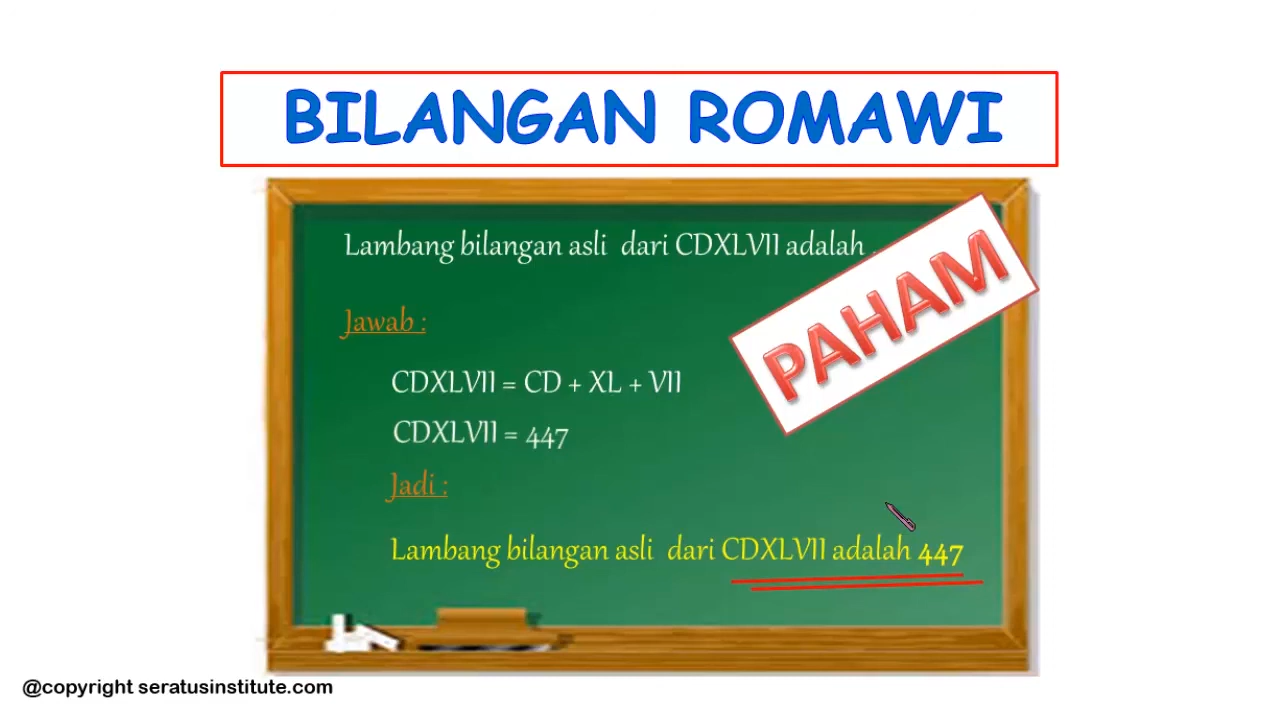 BILANGAN ROMAWI
Lambang bilangan asli dari CDXLVII adalah .
PAHAM
Jawab :
CDXLVII = CD + XL + VII
CDXLVII = 447
Jadi :
Lambang bilangan asli dari CDXLVII adalah 447
@copyright seratusinstitute.com